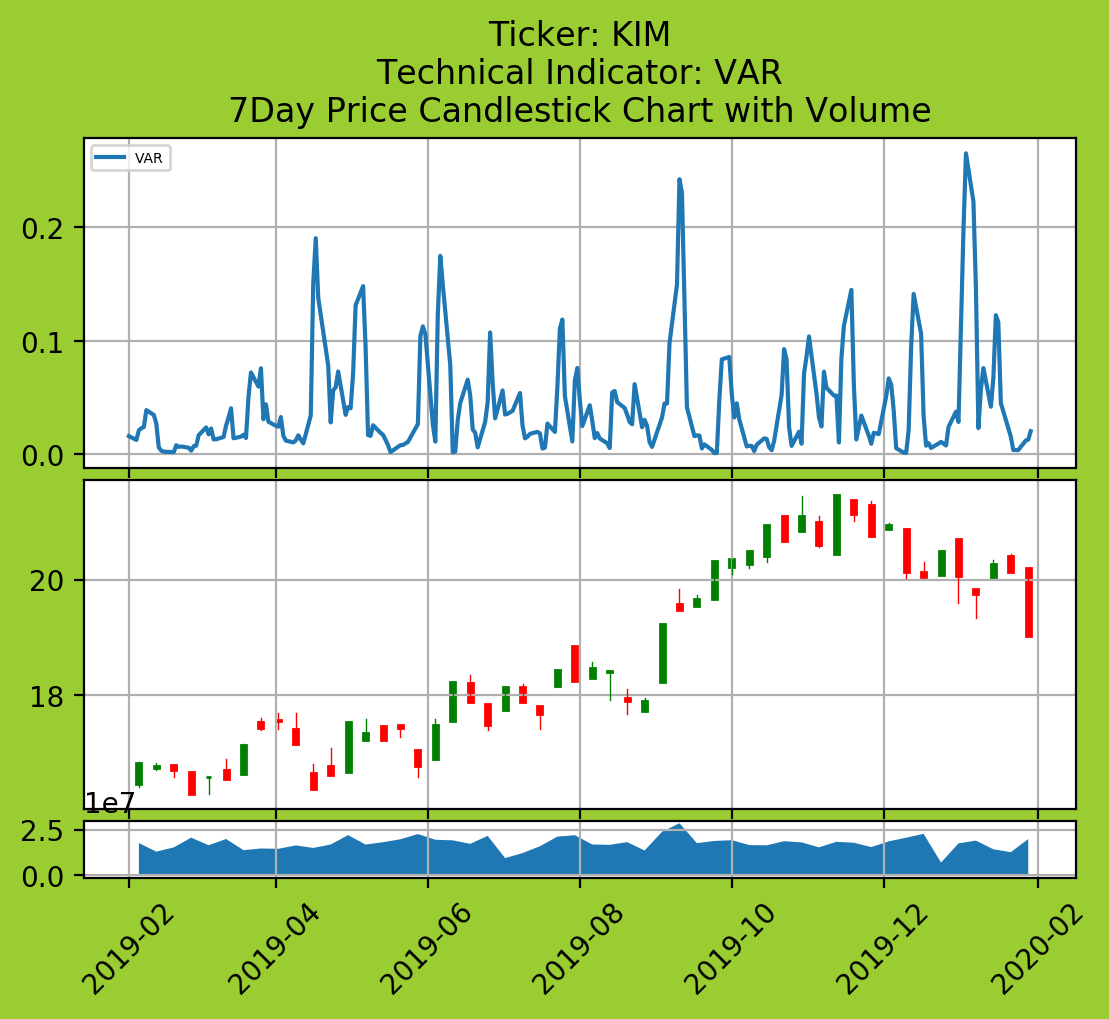 Ticker: KIM
Technical Indicator: VAR
7Day Price Candlestick Chart with Volume
VAR
0.2
0.1
0.0
20
18
1e7
2.5
0.0
2019-02
2019-04
2019-06
2019-08
2019-10
2019-12
2020-02